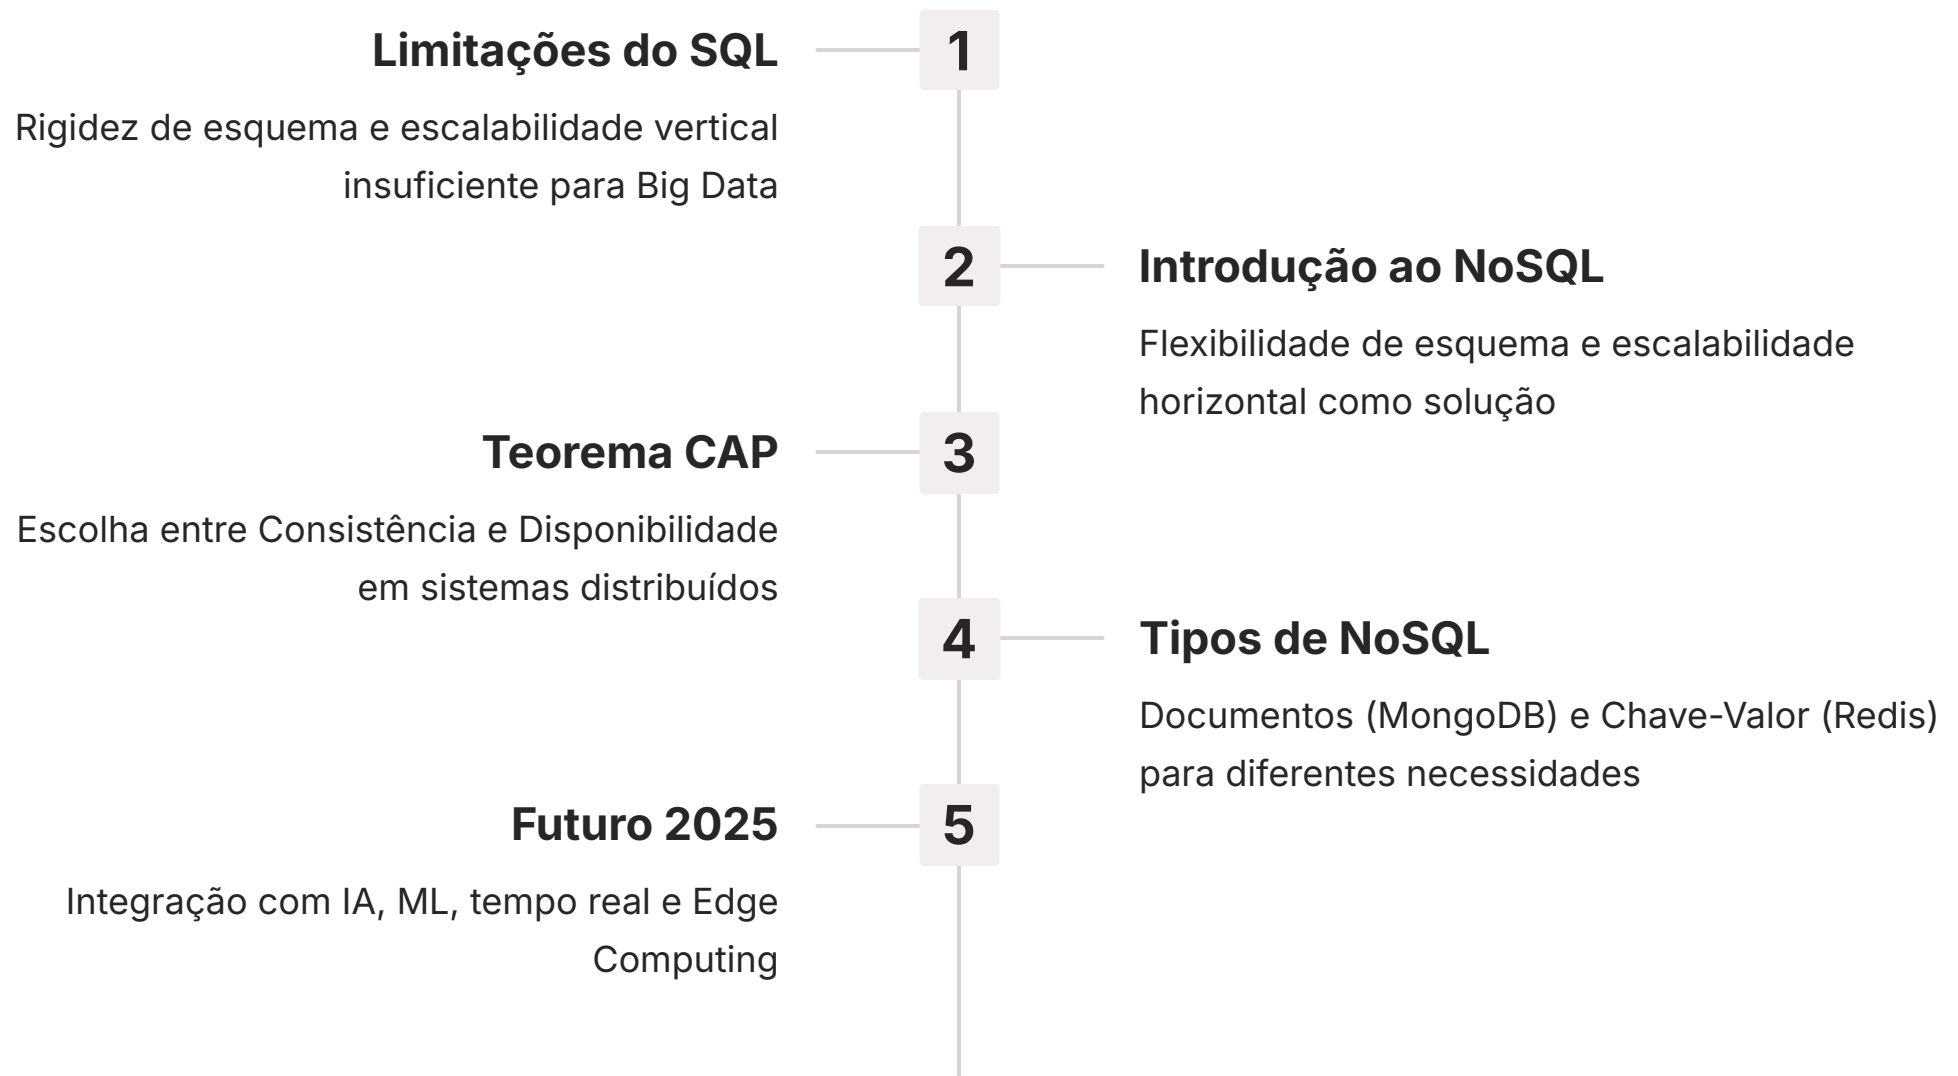 Limitações do SQL
1
Rigidez de esquema e escalabilidade vertical
insuficiente para Big Data
2
Introdução ao NoSQL
Flexibilidade de esquema e escalabilidade
horizontal como solução
Teorema CAP
3
Escolha entre Consistência e Disponibilidade
em sistemas distribuídos
4
Tipos de NoSQL
Documentos (MongoDB) e Chave-Valor (Redis)
para diferentes necessidades
Futuro 2025
5
Integração com IA, ML, tempo real e Edge
Computing